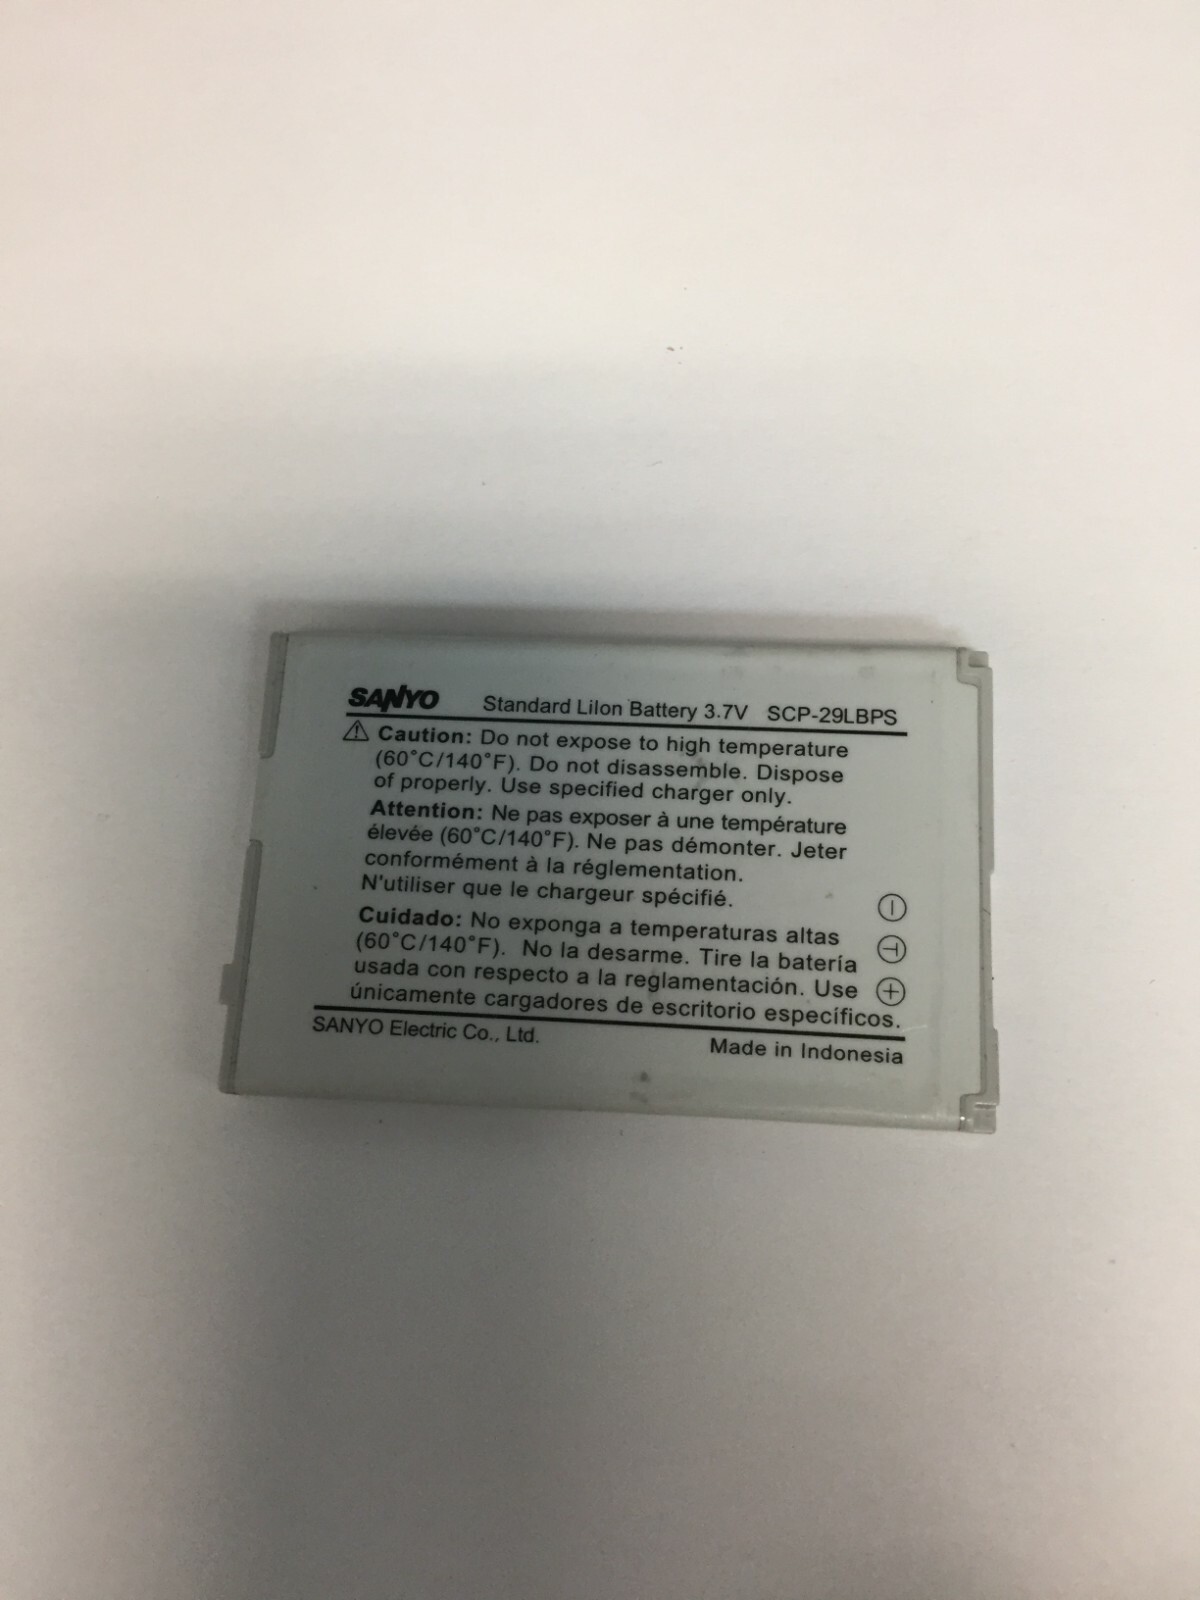 SANYO Standard LiIon Battery 3.7V SCP-29LBPS
Caution: Do not expose to high temperature
(60°C/140°F). Do not disassemble. Dispose
of properly. Use specified charger only.
Attention: Ne pas exposer à une température
élevée (60°C/140°F). Ne pas démonter. Jeter
conformément à la réglementation.
N'utiliser que le chargeur spécifié.
Cuidado: No exponga a temperaturas altas
(60°C/140°F). No la desarme. Tire la batería
usada con respecto a la reglamentación. Use
únicamente cargadores de escritorio específicos.
SANYO Electric Co., Ltd.
Made in Indonesia